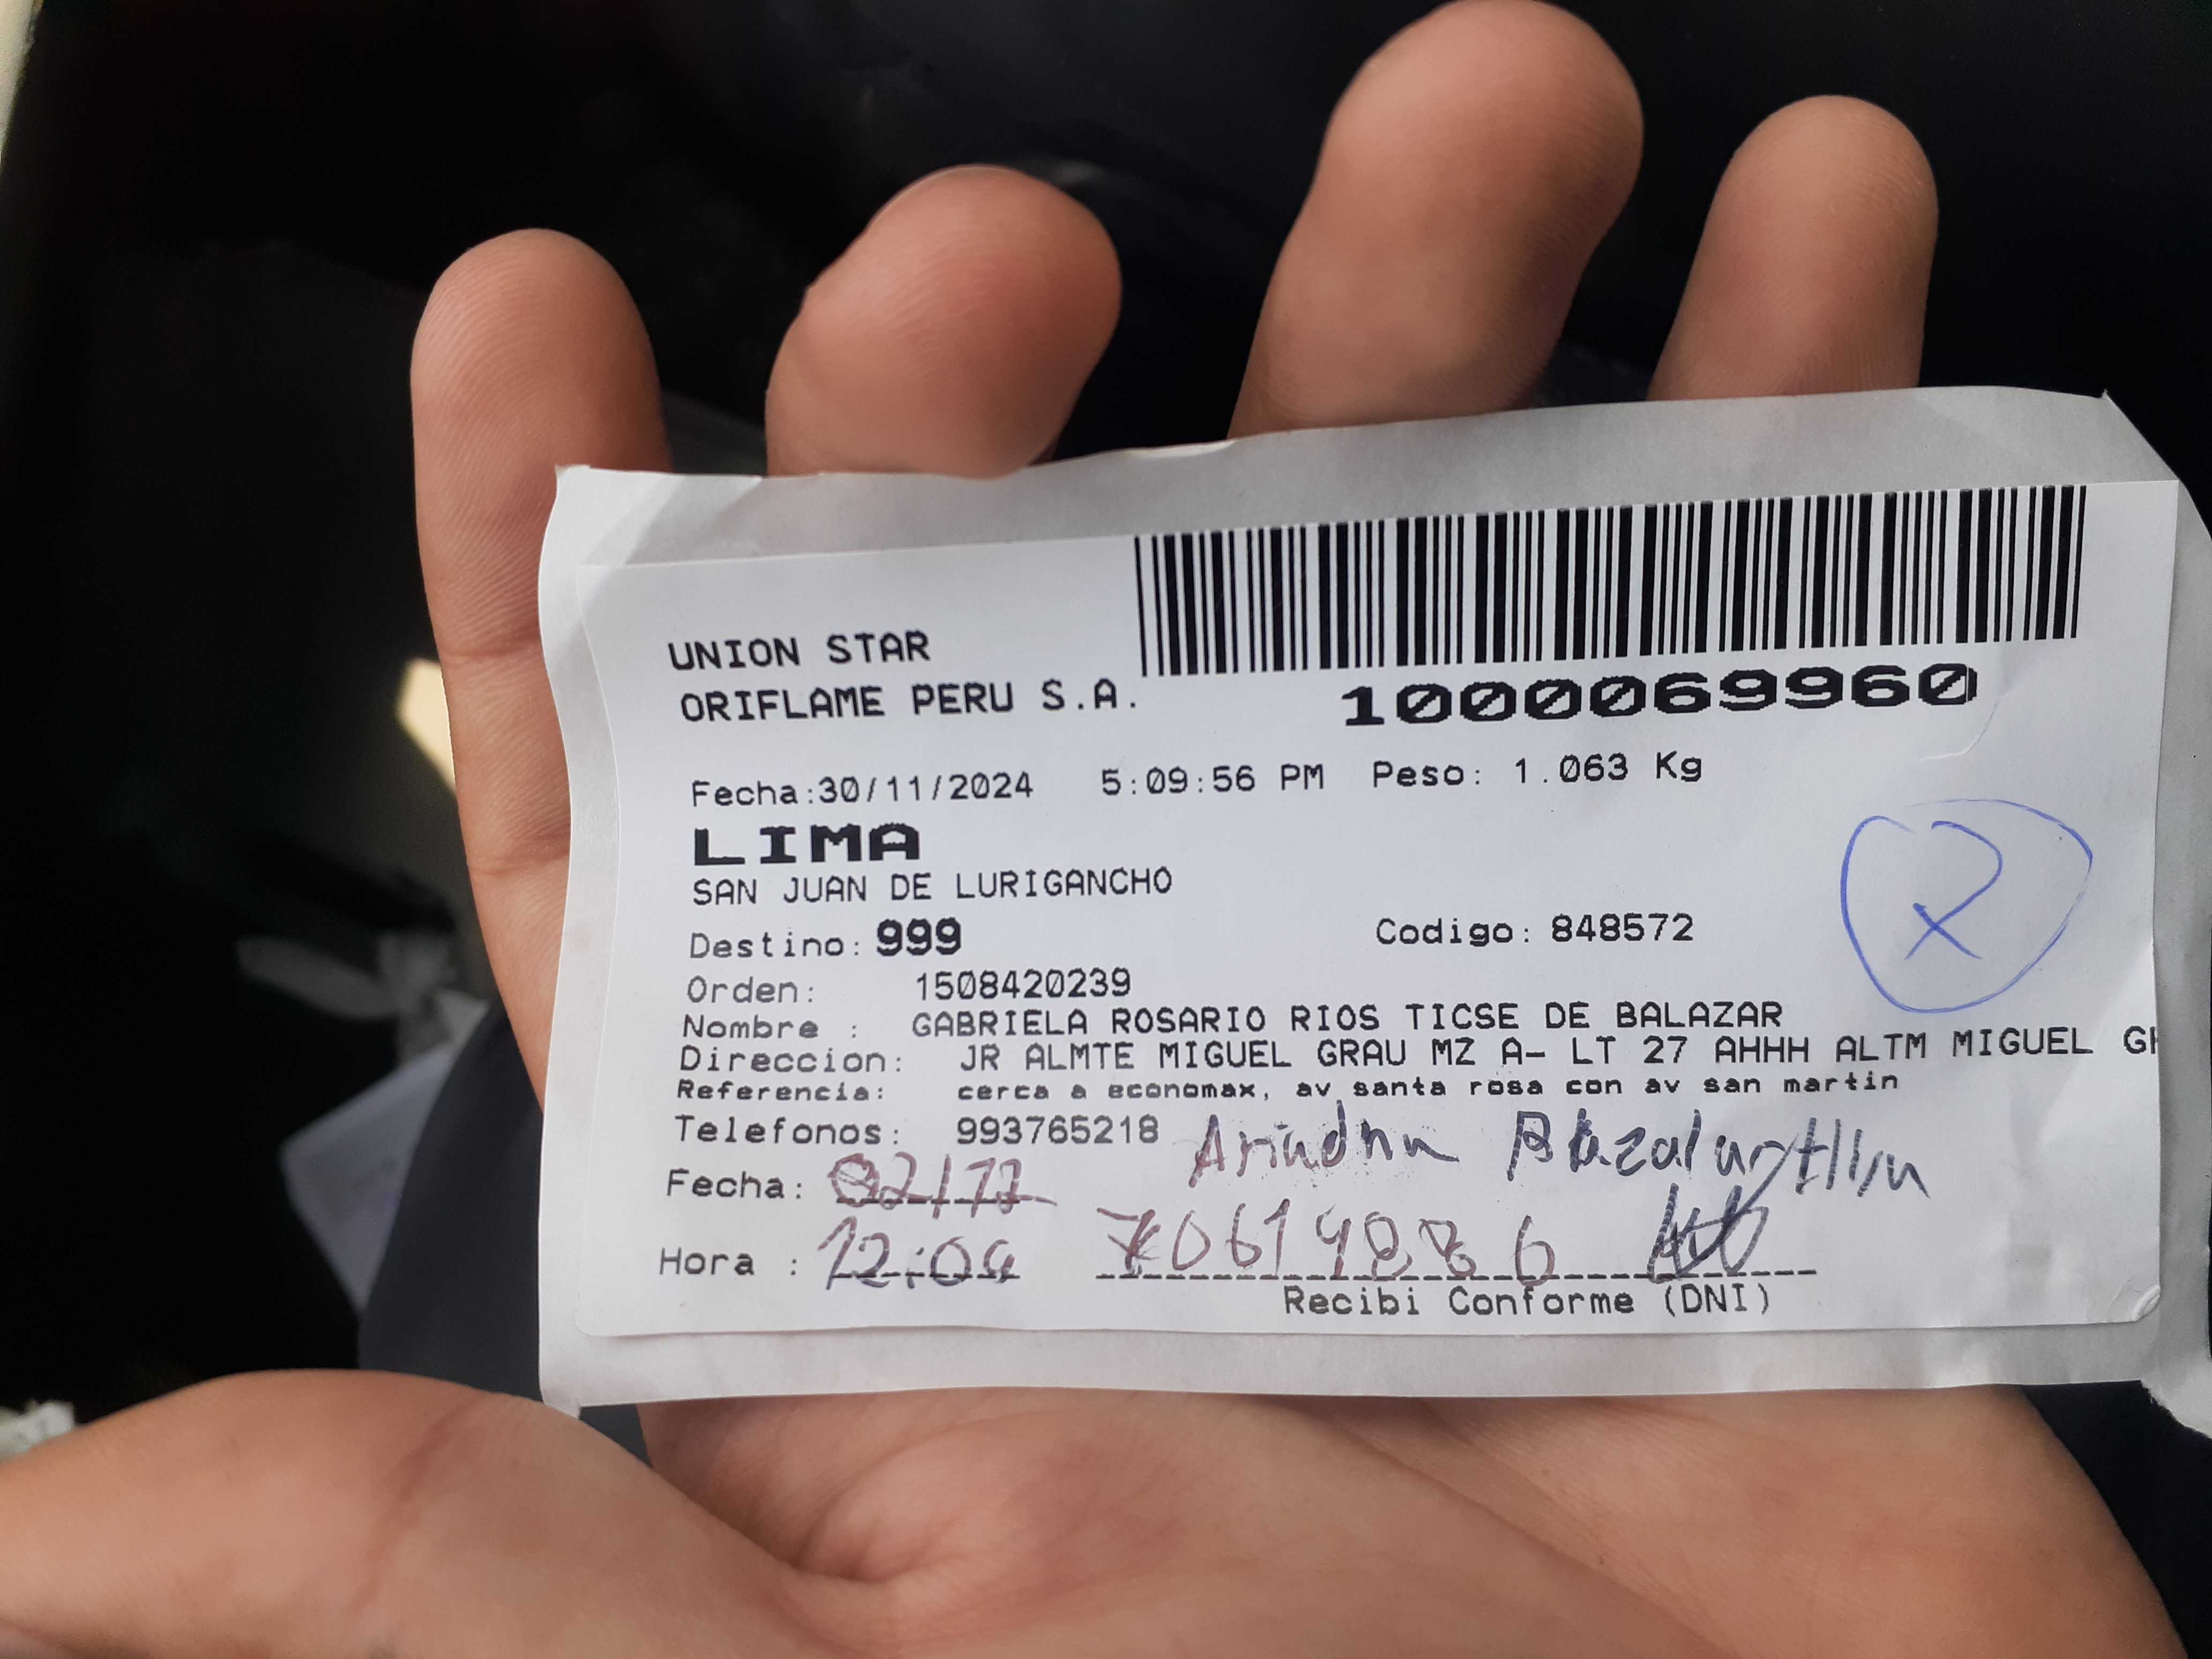 UNION STAR
ORIFLAME PERU S.A.
1000069960
Fecha:30/11/2024 5:09:56 PM Peso: 1.063 Kg
LIMA
SAN JUAN DE LURIGANCHO
Destino: 999 Codigo: 848572
Orden: 1508420239
Nombre : GABRIELA ROSARIO RIOS TICSE DE BALAZAR
Direccion: JR ALMTE MIGUEL GRAU MZ A- LT 27 AHHH ALTM MIGUEL
Referencia: cerca a economax, av santa rosa con av san martin
Telefonos: 993765218 Ariadna
Fecha:
Hora :
Recibi Conforme (DNI)